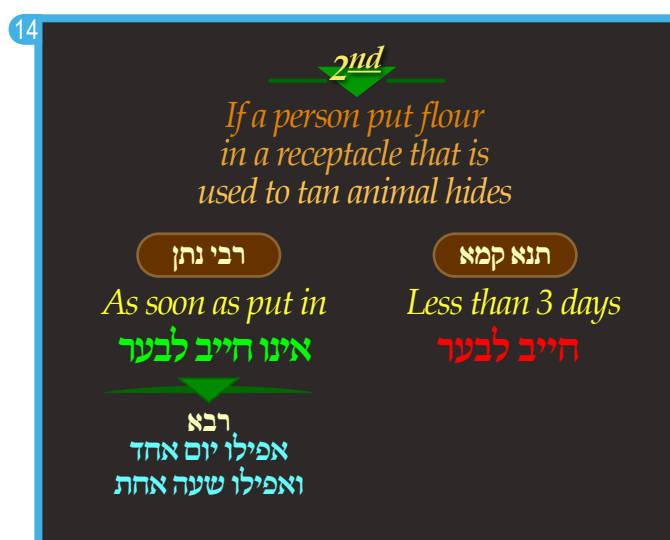 14
2nd
If a person put flour
in a receptacle that is
used to tan animal hides
תנא קמא
Less than 3 days
חייב לבער
רבי נתן
As soon as put in
אינו חייב לבער
רבא
אפילו יום אחד
ואפילו שעה אחת